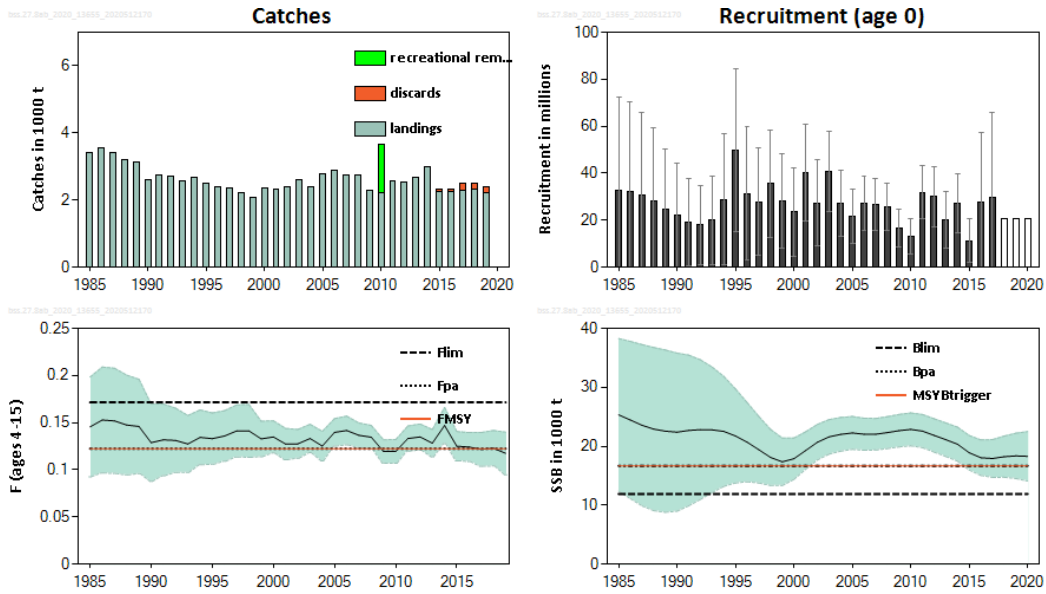 bss.27.8ab_2020_13655_2020512170
Catches
Catches in 1000 t
6
4
2
0
recreational rem...
discards
landings
1985 1990 1995 2000 2005 2010 2015 2020
bss.27.8ab_2020_13655_2020512170
Recruitment (age 0)
Recruitment in millions
100
80
60
40
20
0
1985 1990 1995 2000 2005 2010 2015 2020
bss.27.8ab_2020_13655_2020512170
F (ages 4-15)
0.25
0.2
0.15
0.1
0.05
0
Flim
Fpa
FMSY
1985 1990 1995 2000 2005 2010 2015
bss.27.8ab_2020_13655_2020512170
SSB in 1000 t
40
30
20
10
0
Blim
Bpa
MSYBtrigger
1985 1990 1995 2000 2005 2010 2015 2020